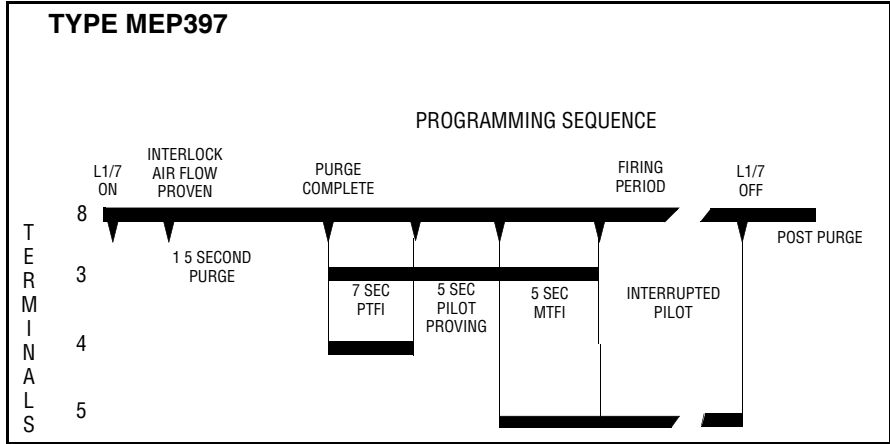 TYPE MEP397
PROGRAMMING SEQUENCE
L1/7
ON
INTERLOCK
AIR FLOW
PROVEN
PURGE
COMPLETE
FIRING
PERIOD
L1/7
OFF
8
POST PURGE
1 5 SECOND
PURGE
3
7 SEC
PTFI
5 SEC
PILOT
PROVING
5 SEC
MTFI
INTERRUPTED
PILOT
4
5
TERMINALS